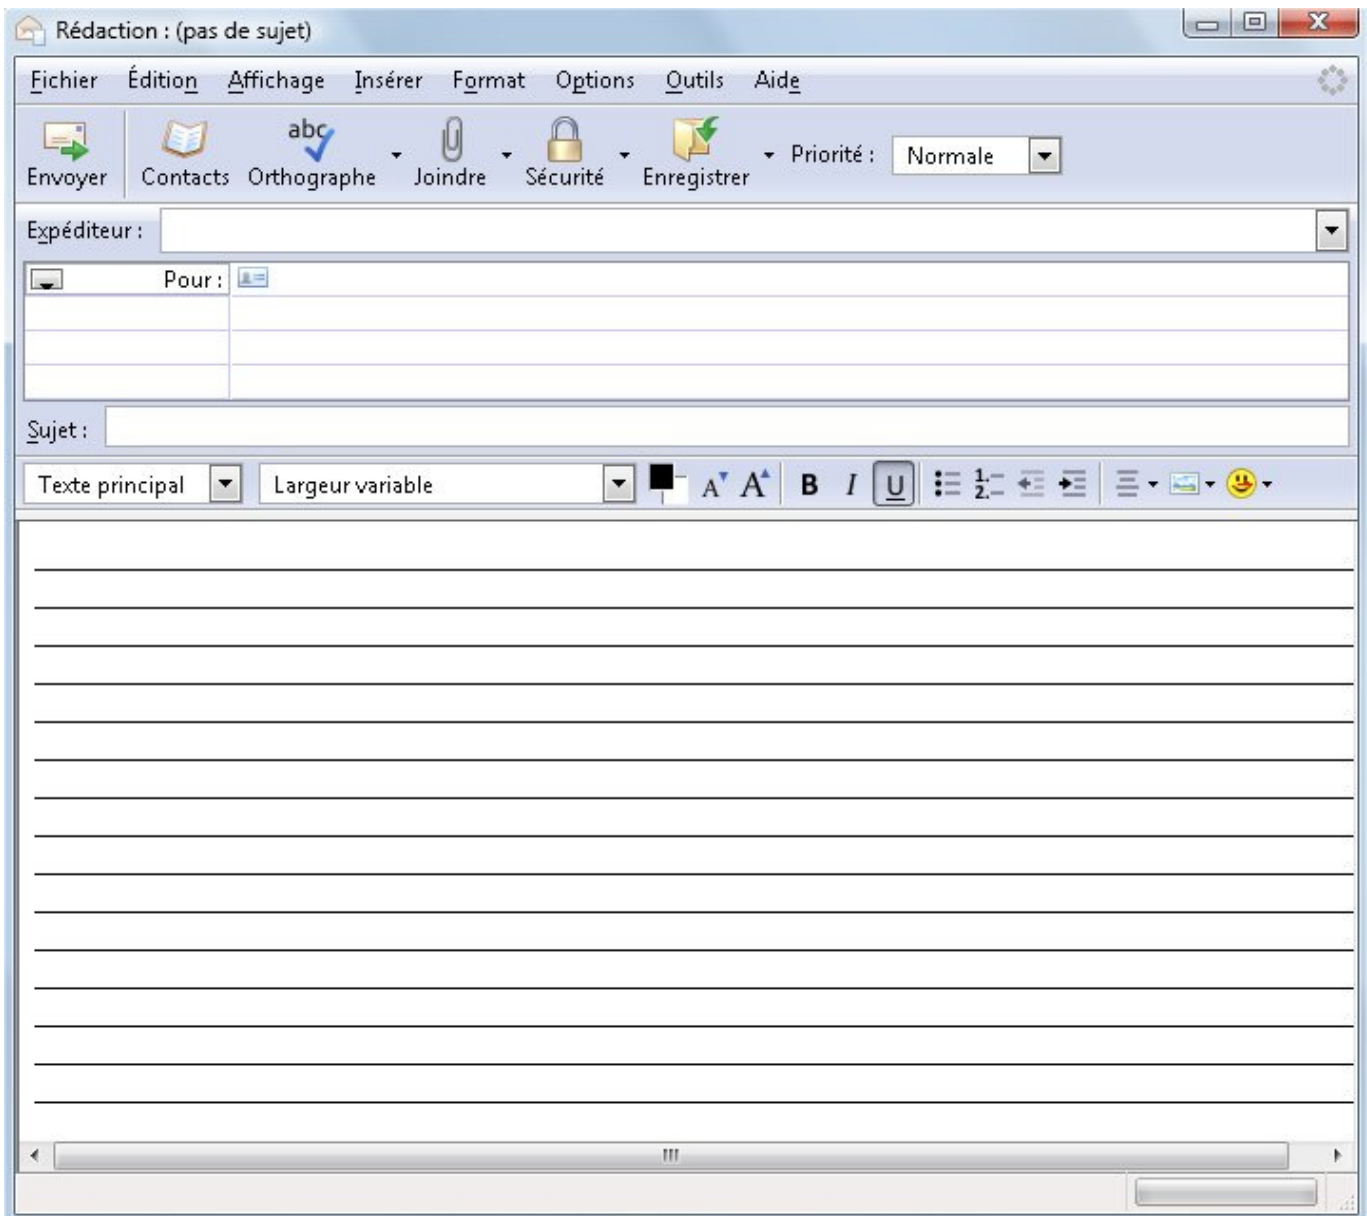 Rédaction : (pas de sujet)
Fichier Édition Affichage Insérer Format Options Outils Aide
Envoyer Contacts Orthographe Joindre Sécurité Enregistrer Priorité : Normale
Expéditeur :
Pour :
Sujet :
Texte principal Largeur variable A A B I U